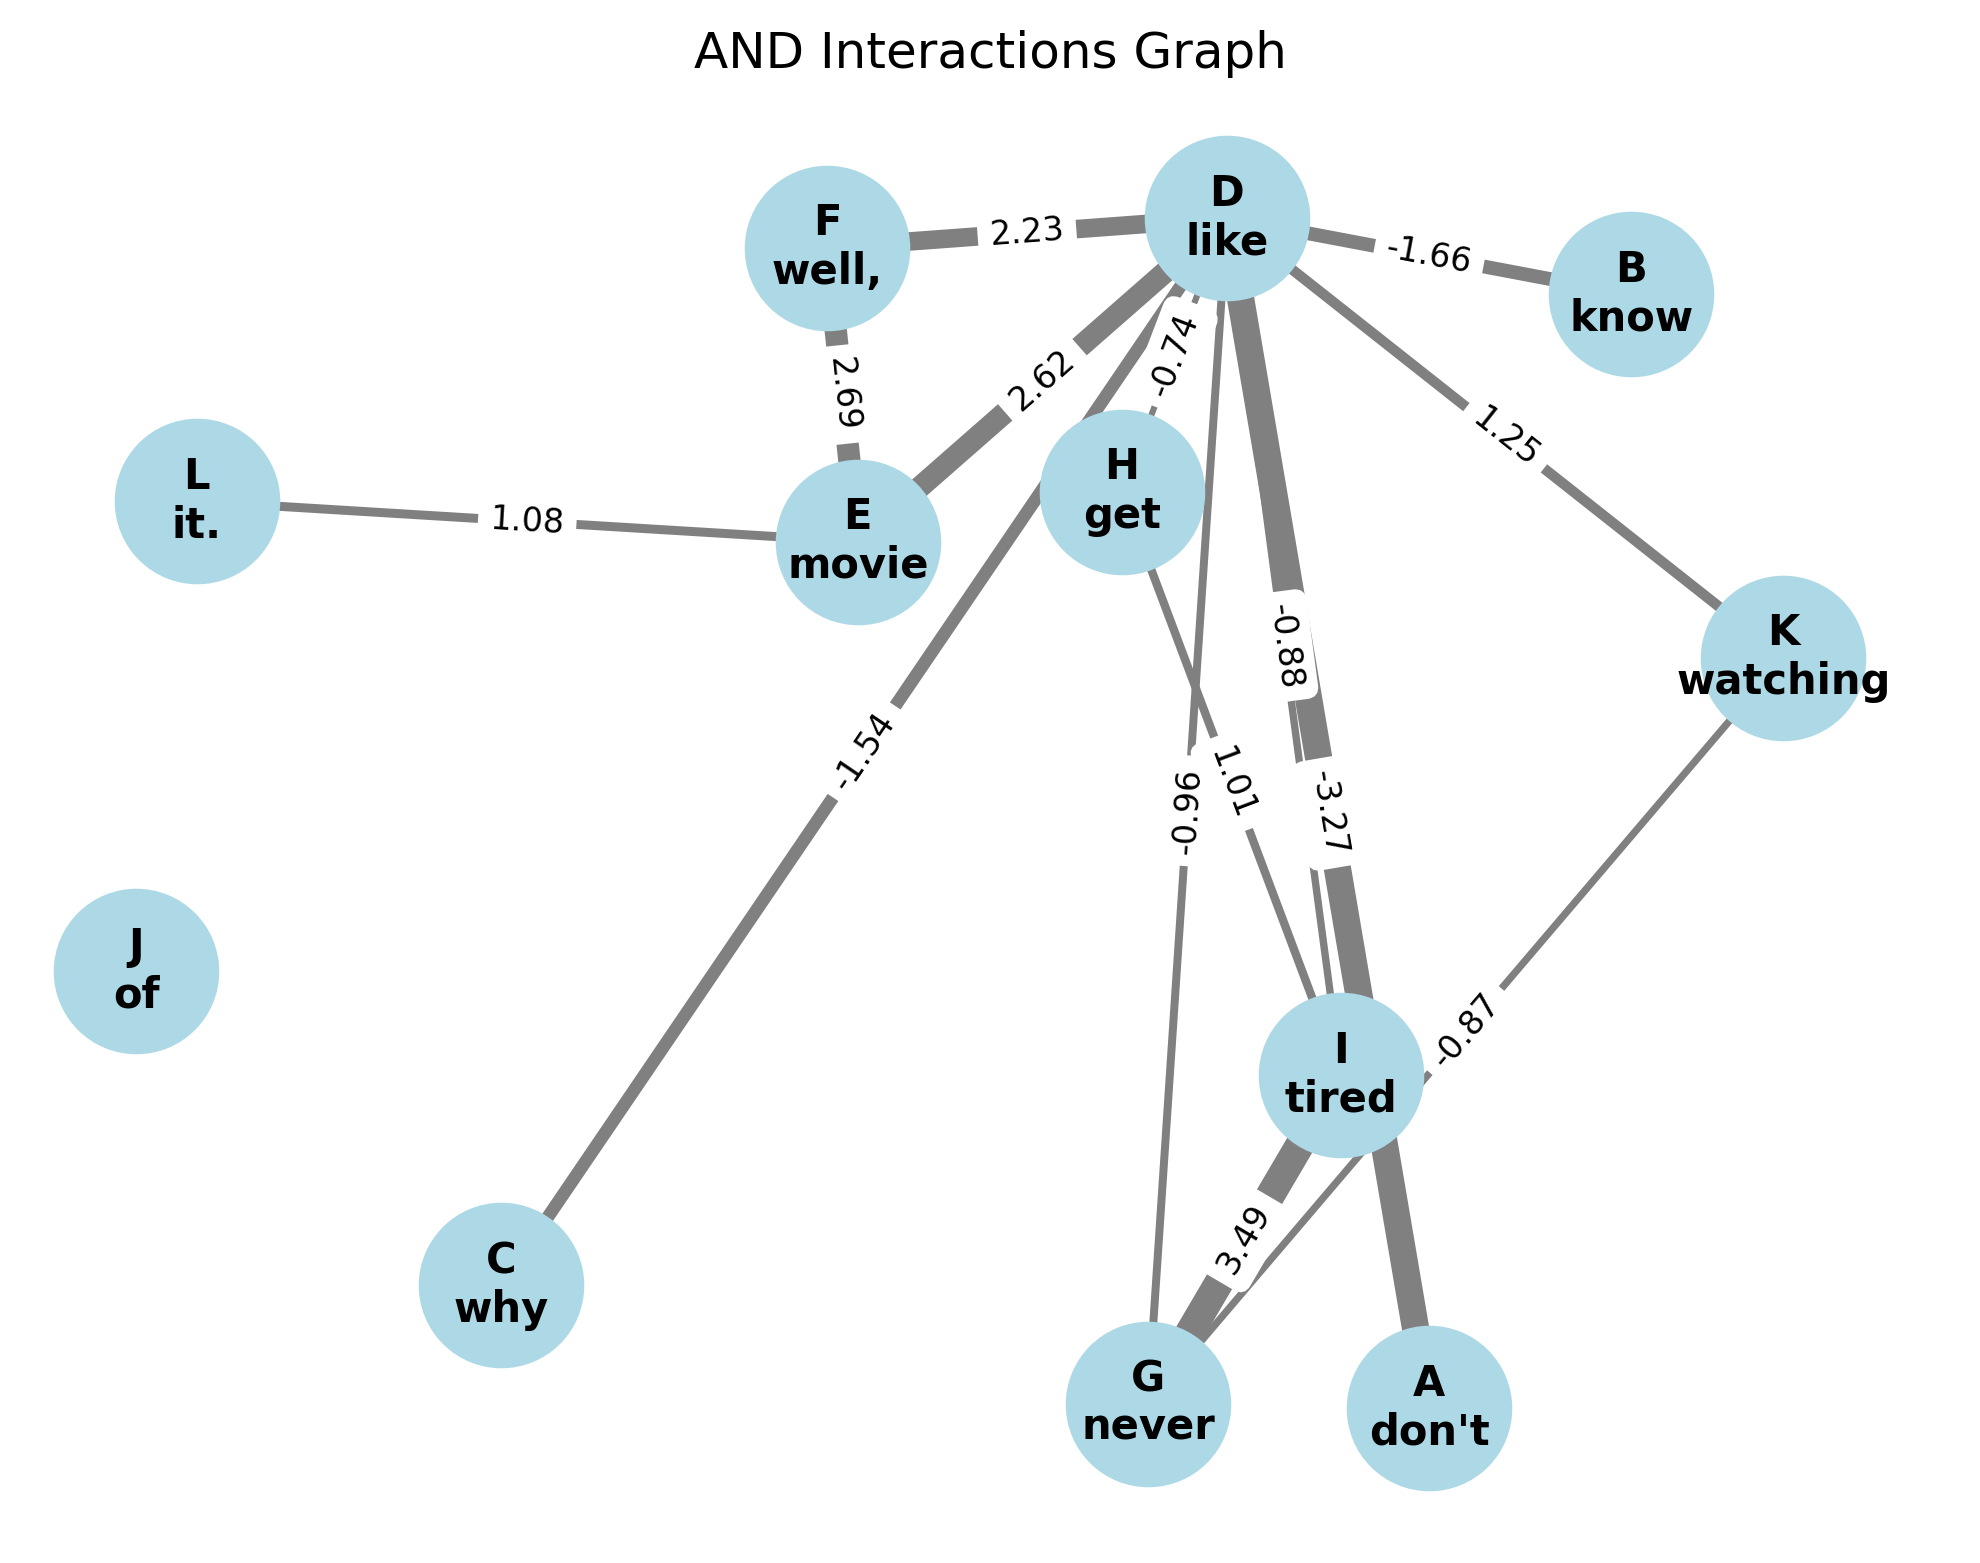 AND Interactions Graph
D
like
F
well,
2.23
-1.66
B
know
-0.74
2.62
2.69
1.25
L
it.
H
get
E
movie
1.08
-0.88
K
watching
-1.54
1.01
-0.96
-3.27
J
of
-0.87
I
tired
3.49
C
why
G
never
A
don't